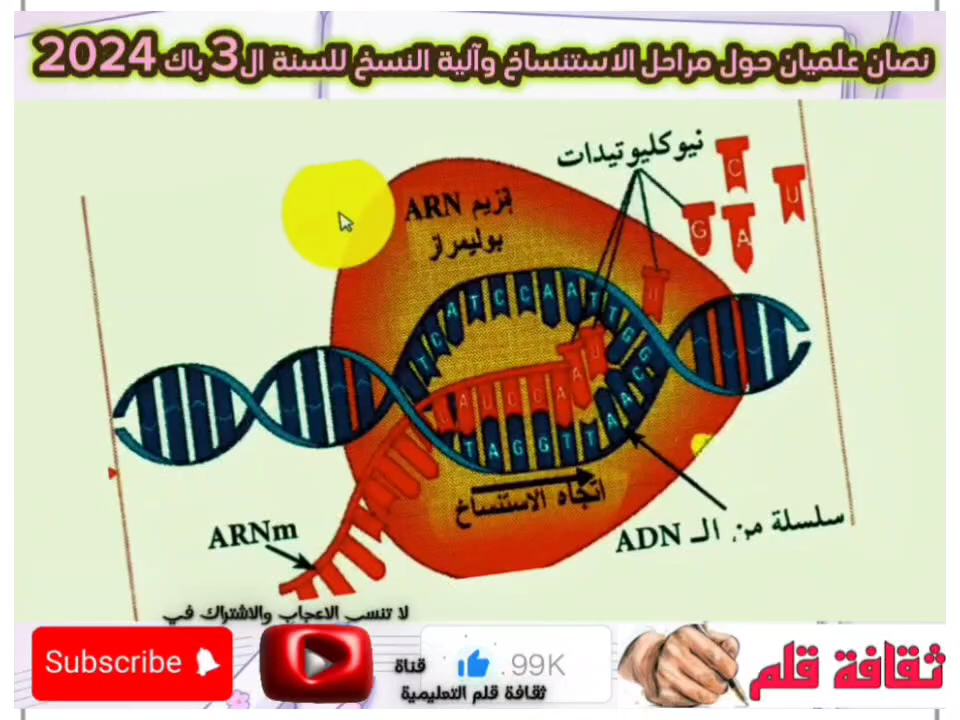 نصان علميان حول مراحل الاستنساخ وآلية النسخ للسنة ال3 باك 2024
نيوكليوتيدات
C
U
G
A
إنزيم ARN
بوليمراز
U
T C A T C C A A T T G G
U A U C C A A U
T A G G T T A A C
اتجاه الاستنساخ
ARNm
سلسلة من الـ ADN
لا تنسى الاعجاب والاشتراك في
Subscribe
قناة
.99K
ثقافة قلم التعليمية
ثقافة قلم